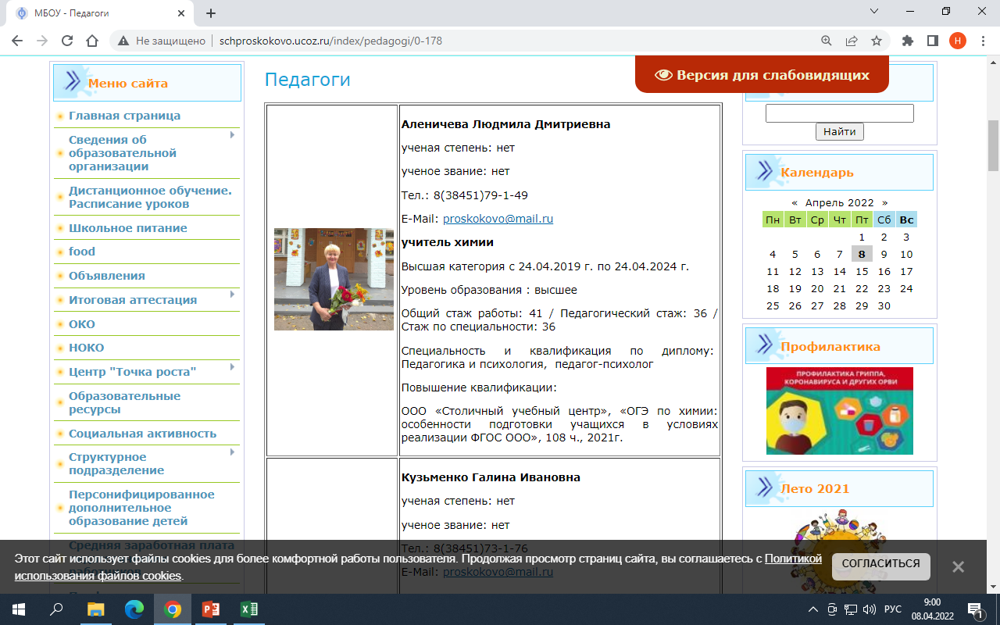 МБОУ - Педагоги
Не защищено
schproskokovo.ucoz.ru/index/pedagogi/0-178
Н
Меню сайта
Главная страница
Сведения об
образовательной
организации
Дистанционное обучение.
Расписание уроков
Школьное питание
food
Объявления
Итоговая аттестация
ОКО
НОКО
Центр "Точка роста"
Образовательные
ресурсы
Социальная активность
Структурное
подразделение
Персонифицированное
дополнительное
образование детей
Средняя заработная плата
Педагоги
Аленичева Людмила Дмитриевна
ученая степень: нет
ученое звание: нет
Тел.: 8(38451)79-1-49
E-Mail: proskokovo@mail.ru
учитель химии
Высшая категория с 24.04.2019 г. по 24.04.2024 г.
Уровень образования : высшее
Общий стаж работы: 41 / Педагогический стаж: 36 /
Стаж по специальности: 36
Специальность и квалификация по диплому:
Педагогика и психология, педагог-психолог
Повышение квалификации:
ООО «Столичный учебный центр», «ОГЭ по химии:
особенности подготовки учащихся в условиях
реализации ФГОС ООО», 108 ч., 2021г.
Кузьменко Галина Ивановна
ученая степень: нет
ученое звание: нет
Тел.: 8(38451)73-1-76
E-Mail: proskokovo@mail.ru
Версия для слабовидящих
Найти
Календарь
« Апрель 2022 »
Пн Вт Ср Чт Пт Сб Вс
1 2 3
4 5 6 7 8 9 10
11 12 13 14 15 16 17
18 19 20 21 22 23 24
25 26 27 28 29 30
Профилактика
ПРОФИЛАКТИКА ГРИППА,
КОРОНАВИРУСА И ДРУГИХ ОРВИ
Лето 2021
Этот сайт использует файлы cookies для более комфортной работы пользователя. Продолжая просмотр страниц сайта, вы соглашаетесь с Политикой
использования файлов cookies.
СОГЛАСИТЬСЯ
РУС
9:00
08.04.2022
1